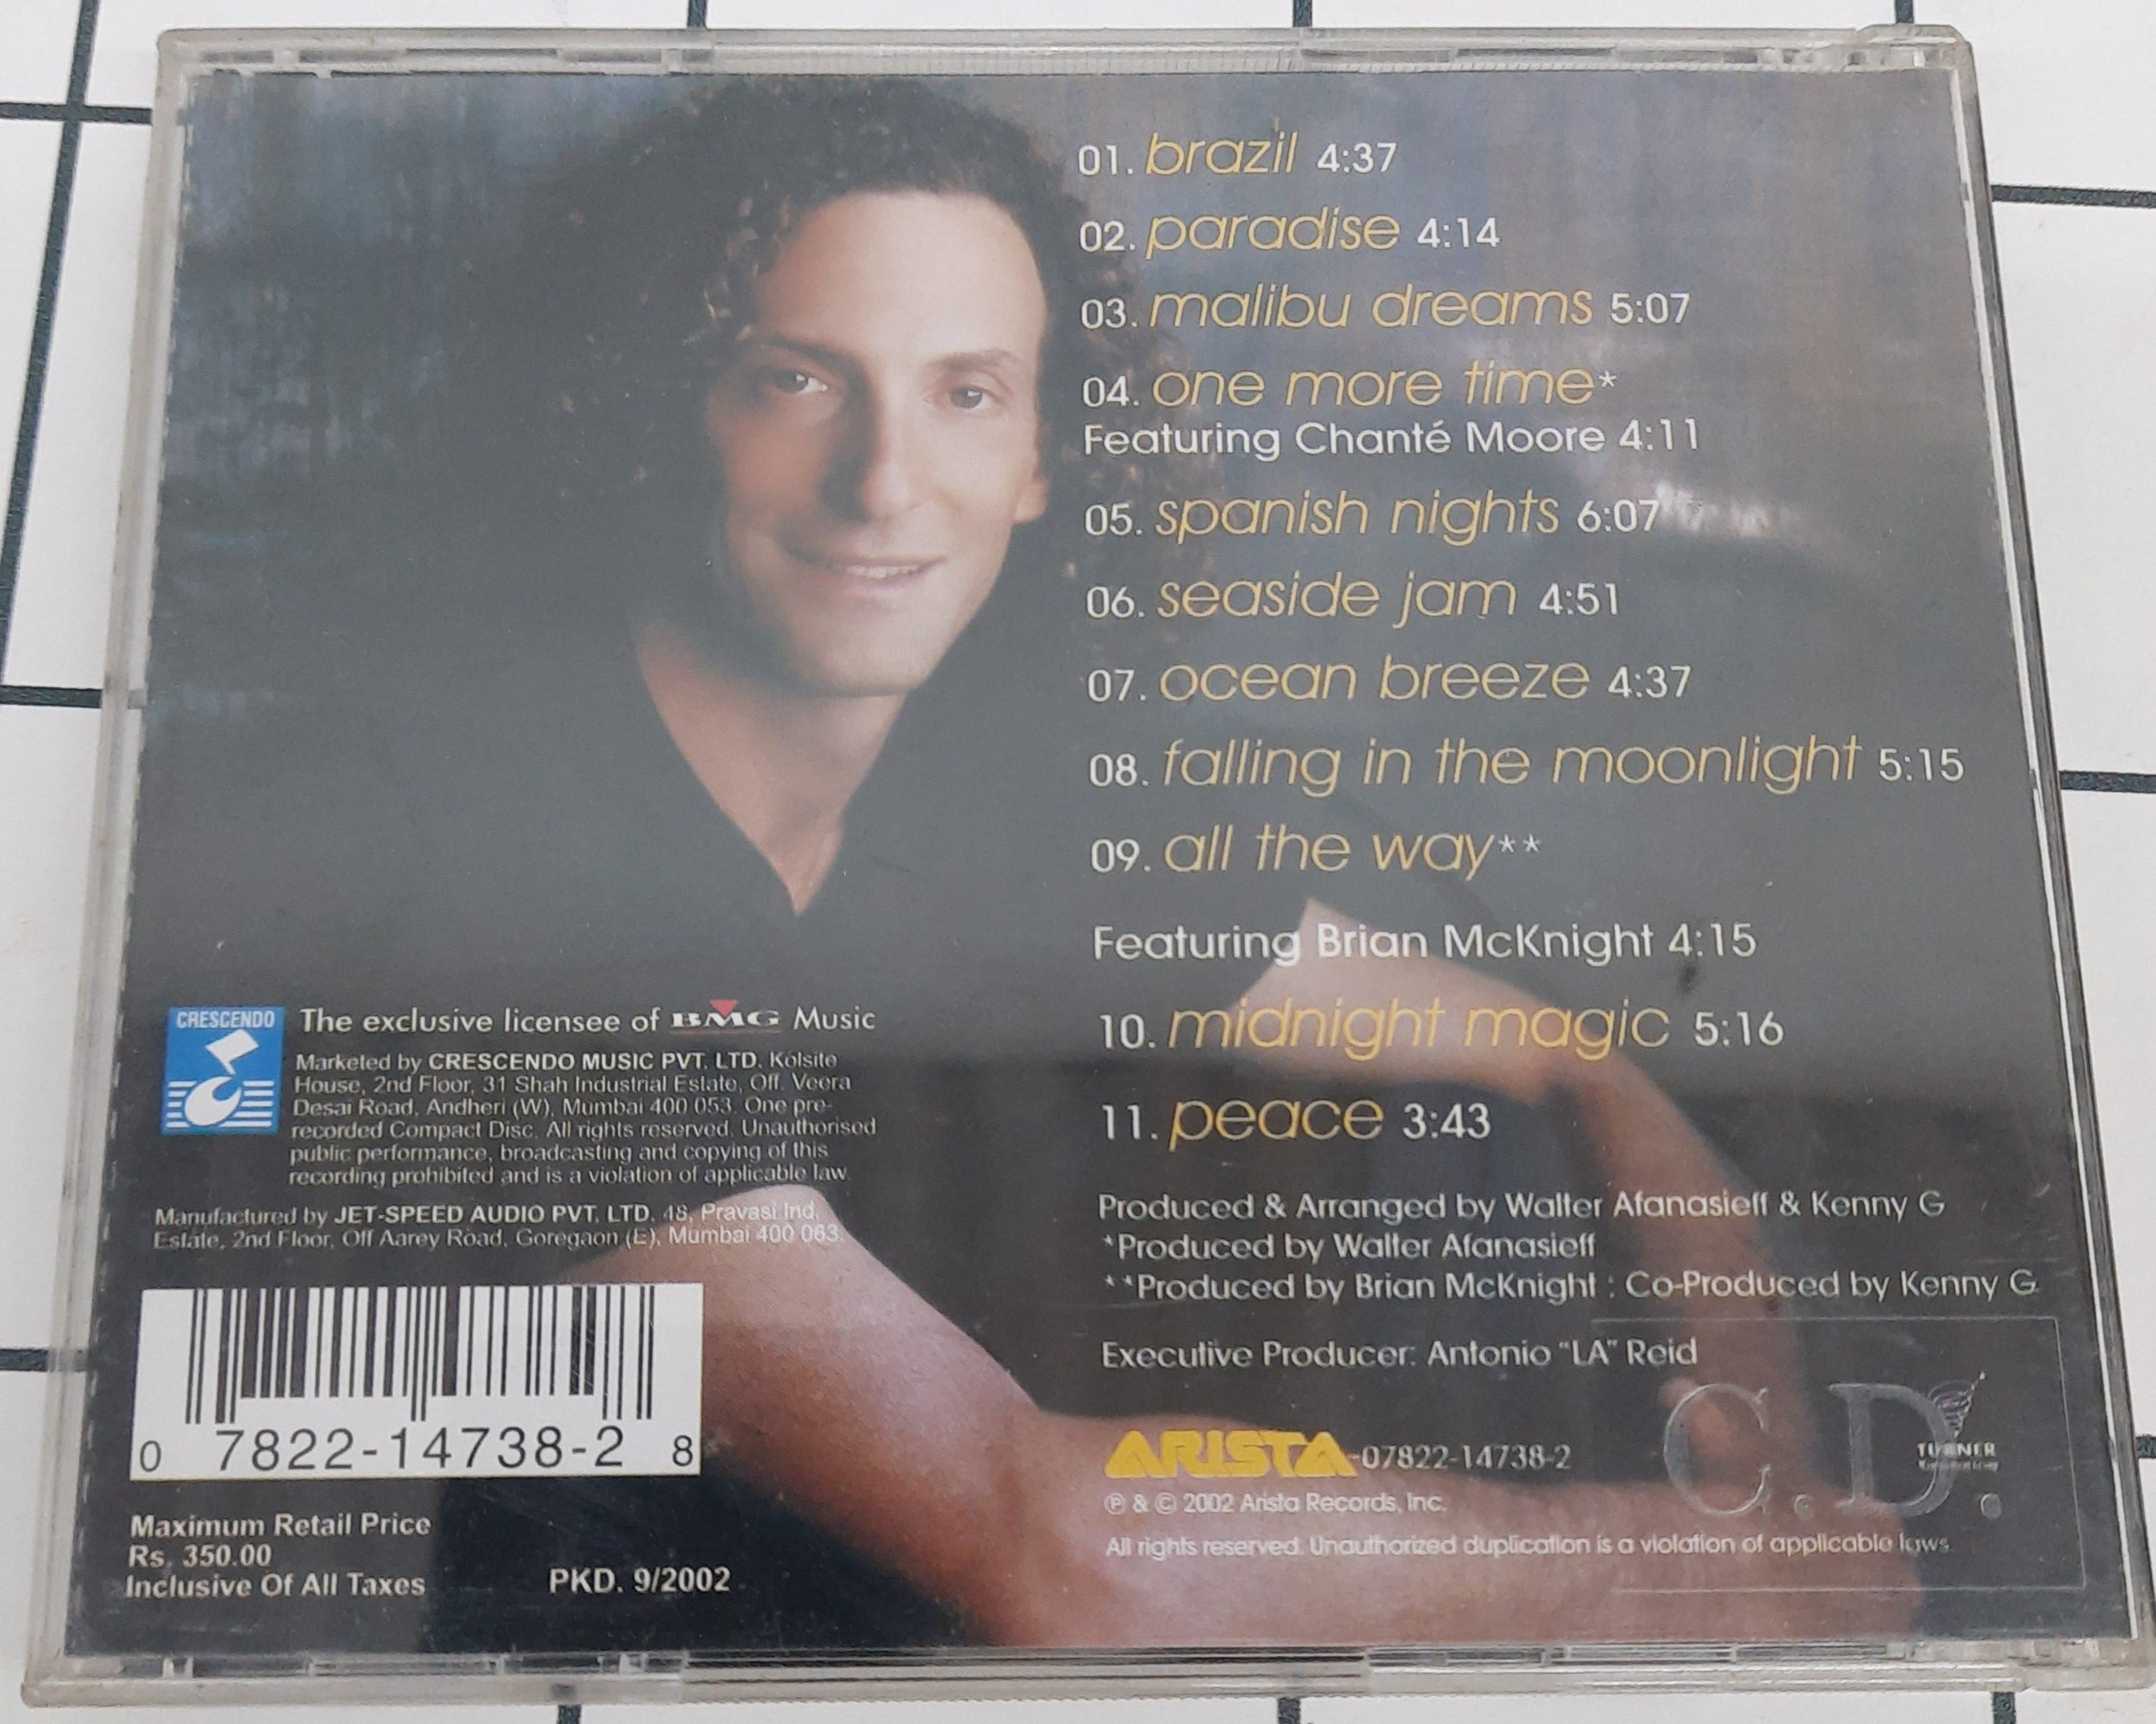 01. brazil 4:37
02. paradise 4:14
03. malibu dreams 5:07
04. one more time*
Featuring Chanté Moore 4:11
05. spanish nights 6:07
06. seaside jam 4:51
07. ocean breeze 4:37
08. falling in the moonlight 5:15
09. all the way**
Featuring Brian McKnight 4:15
10. midnight magic 5:16
11. peace 3:43
Produced & Arranged by Walter Afanasieff & Kenny G
*Produced by Walter Afanasieff
**Produced by Brian McKnight : Co-Produced by Kenny G
Executive Producer: Antonio "LA" Reid
ARISTA-07822-14738-2
℗ & © 2002 Arista Records, Inc.
All rights reserved. Unauthorized duplication is a violation of applicable laws.
C.D.
TURNER
CRESCENDO
The exclusive licensee of BMG Music
Marketed by CRESCENDO MUSIC PVT. LTD. Kolsite
House, 2nd Floor, 31 Shah Industrial Estate, Off. Veera
Desai Road, Andheri (W), Mumbai 400 053. One pre-
recorded Compact Disc. All rights reserved. Unauthorised
public performance, broadcasting and copying of this
recording prohibited and is a violation of applicable law.
Manufactured by JET-SPEED AUDIO PVT. LTD. 48, Pravasi Ind.
Estate, 2nd Floor, Off Aarey Road, Goregaon (E), Mumbai 400 063.
0 7822-14738-2 8
Maximum Retail Price
Rs. 350.00
Inclusive Of All Taxes
PKD. 9/2002